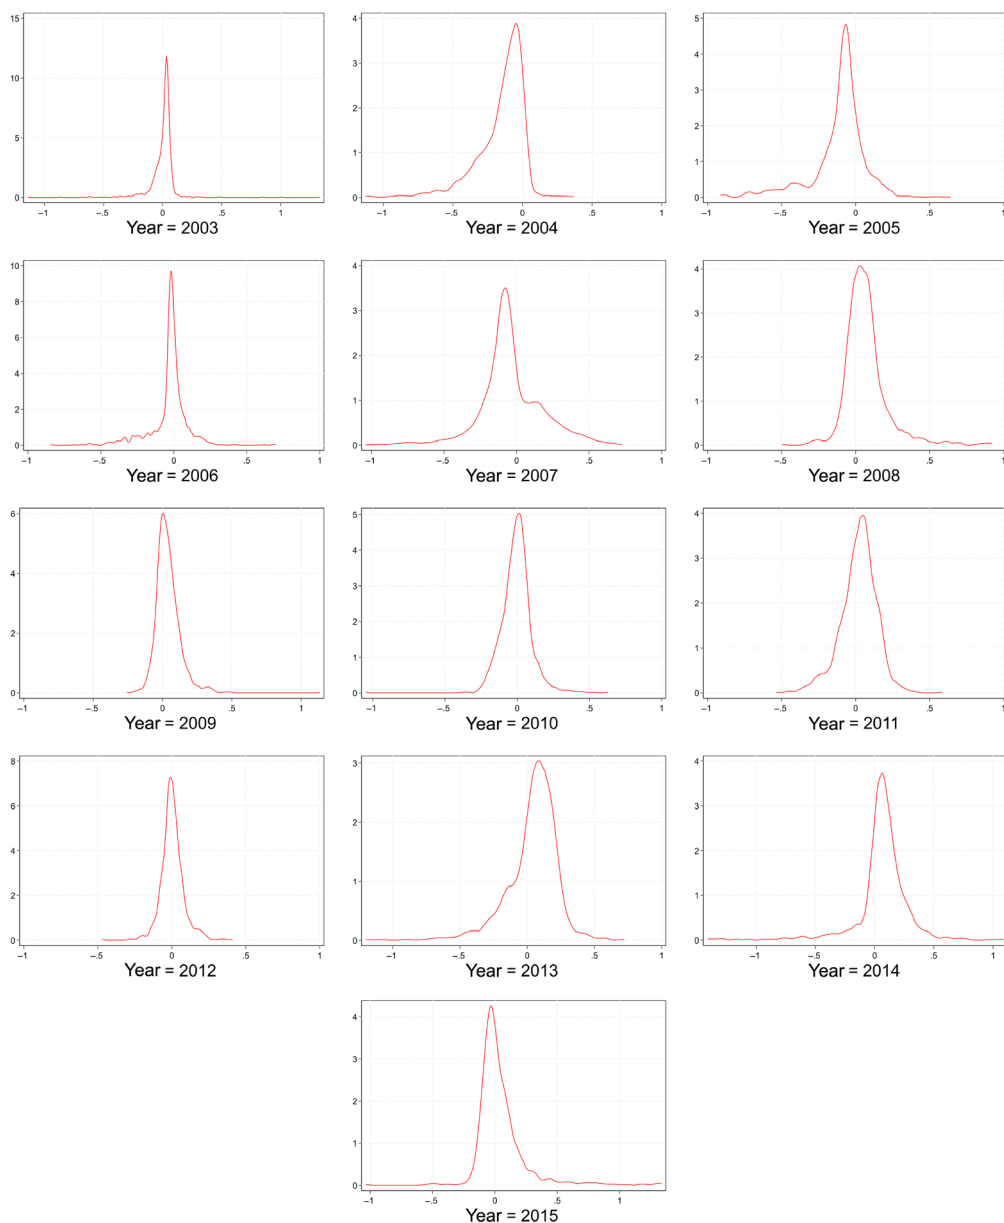 15
10
5
0
−1 −.5 0 .5 1
Year = 2003
4
3
2
1
0
−1 −.5 0 .5 1
Year = 2004
5
4
3
2
1
0
−1 −.5 0 .5 1
Year = 2005
10
8
6
4
2
0
−1 −.5 0 .5 1
Year = 2006
4
3
2
1
0
−1 −.5 0 .5 1
Year = 2007
4
3
2
1
0
−1 −.5 0 .5 1
Year = 2008
6
4
2
0
−1 −.5 0 .5 1
Year = 2009
5
4
3
2
1
0
−1 −.5 0 .5 1
Year = 2010
4
3
2
1
0
−1 −.5 0 .5 1
Year = 2011
8
6
4
2
0
−1 −.5 0 .5 1
Year = 2012
3
2
1
0
−1 −.5 0 .5 1
Year = 2013
4
3
2
1
0
−1 −.5 0 .5 1
Year = 2014
4
3
2
1
0
−1 −.5 0 .5 1
Year = 2015